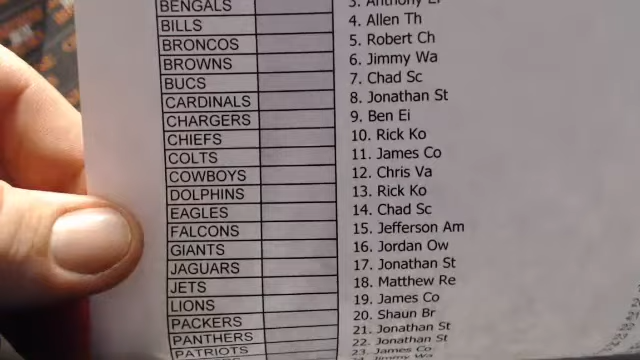 BENGALS
BILLS
BRONCOS
BROWNS
BUCS
CARDINALS
CHARGERS
CHIEFS
COLTS
COWBOYS
DOLPHINS
EAGLES
FALCONS
GIANTS
JAGUARS
JETS
LIONS
PACKERS
PANTHERS
PATRIOTS
3. Anthony
4. Allen Th
5. Robert Ch
6. Jimmy Wa
7. Chad Sc
8. Jonathan St
9. Ben Ei
10. Rick Ko
11. James Co
12. Chris Va
13. Rick Ko
14. Chad Sc
15. Jefferson Am
16. Jordan Ow
17. Jonathan St
18. Matthew Re
19. James Co
20. Shaun Br
21. Jonathan St
22. Jonathan St
23. James Co
Jimmy Wa